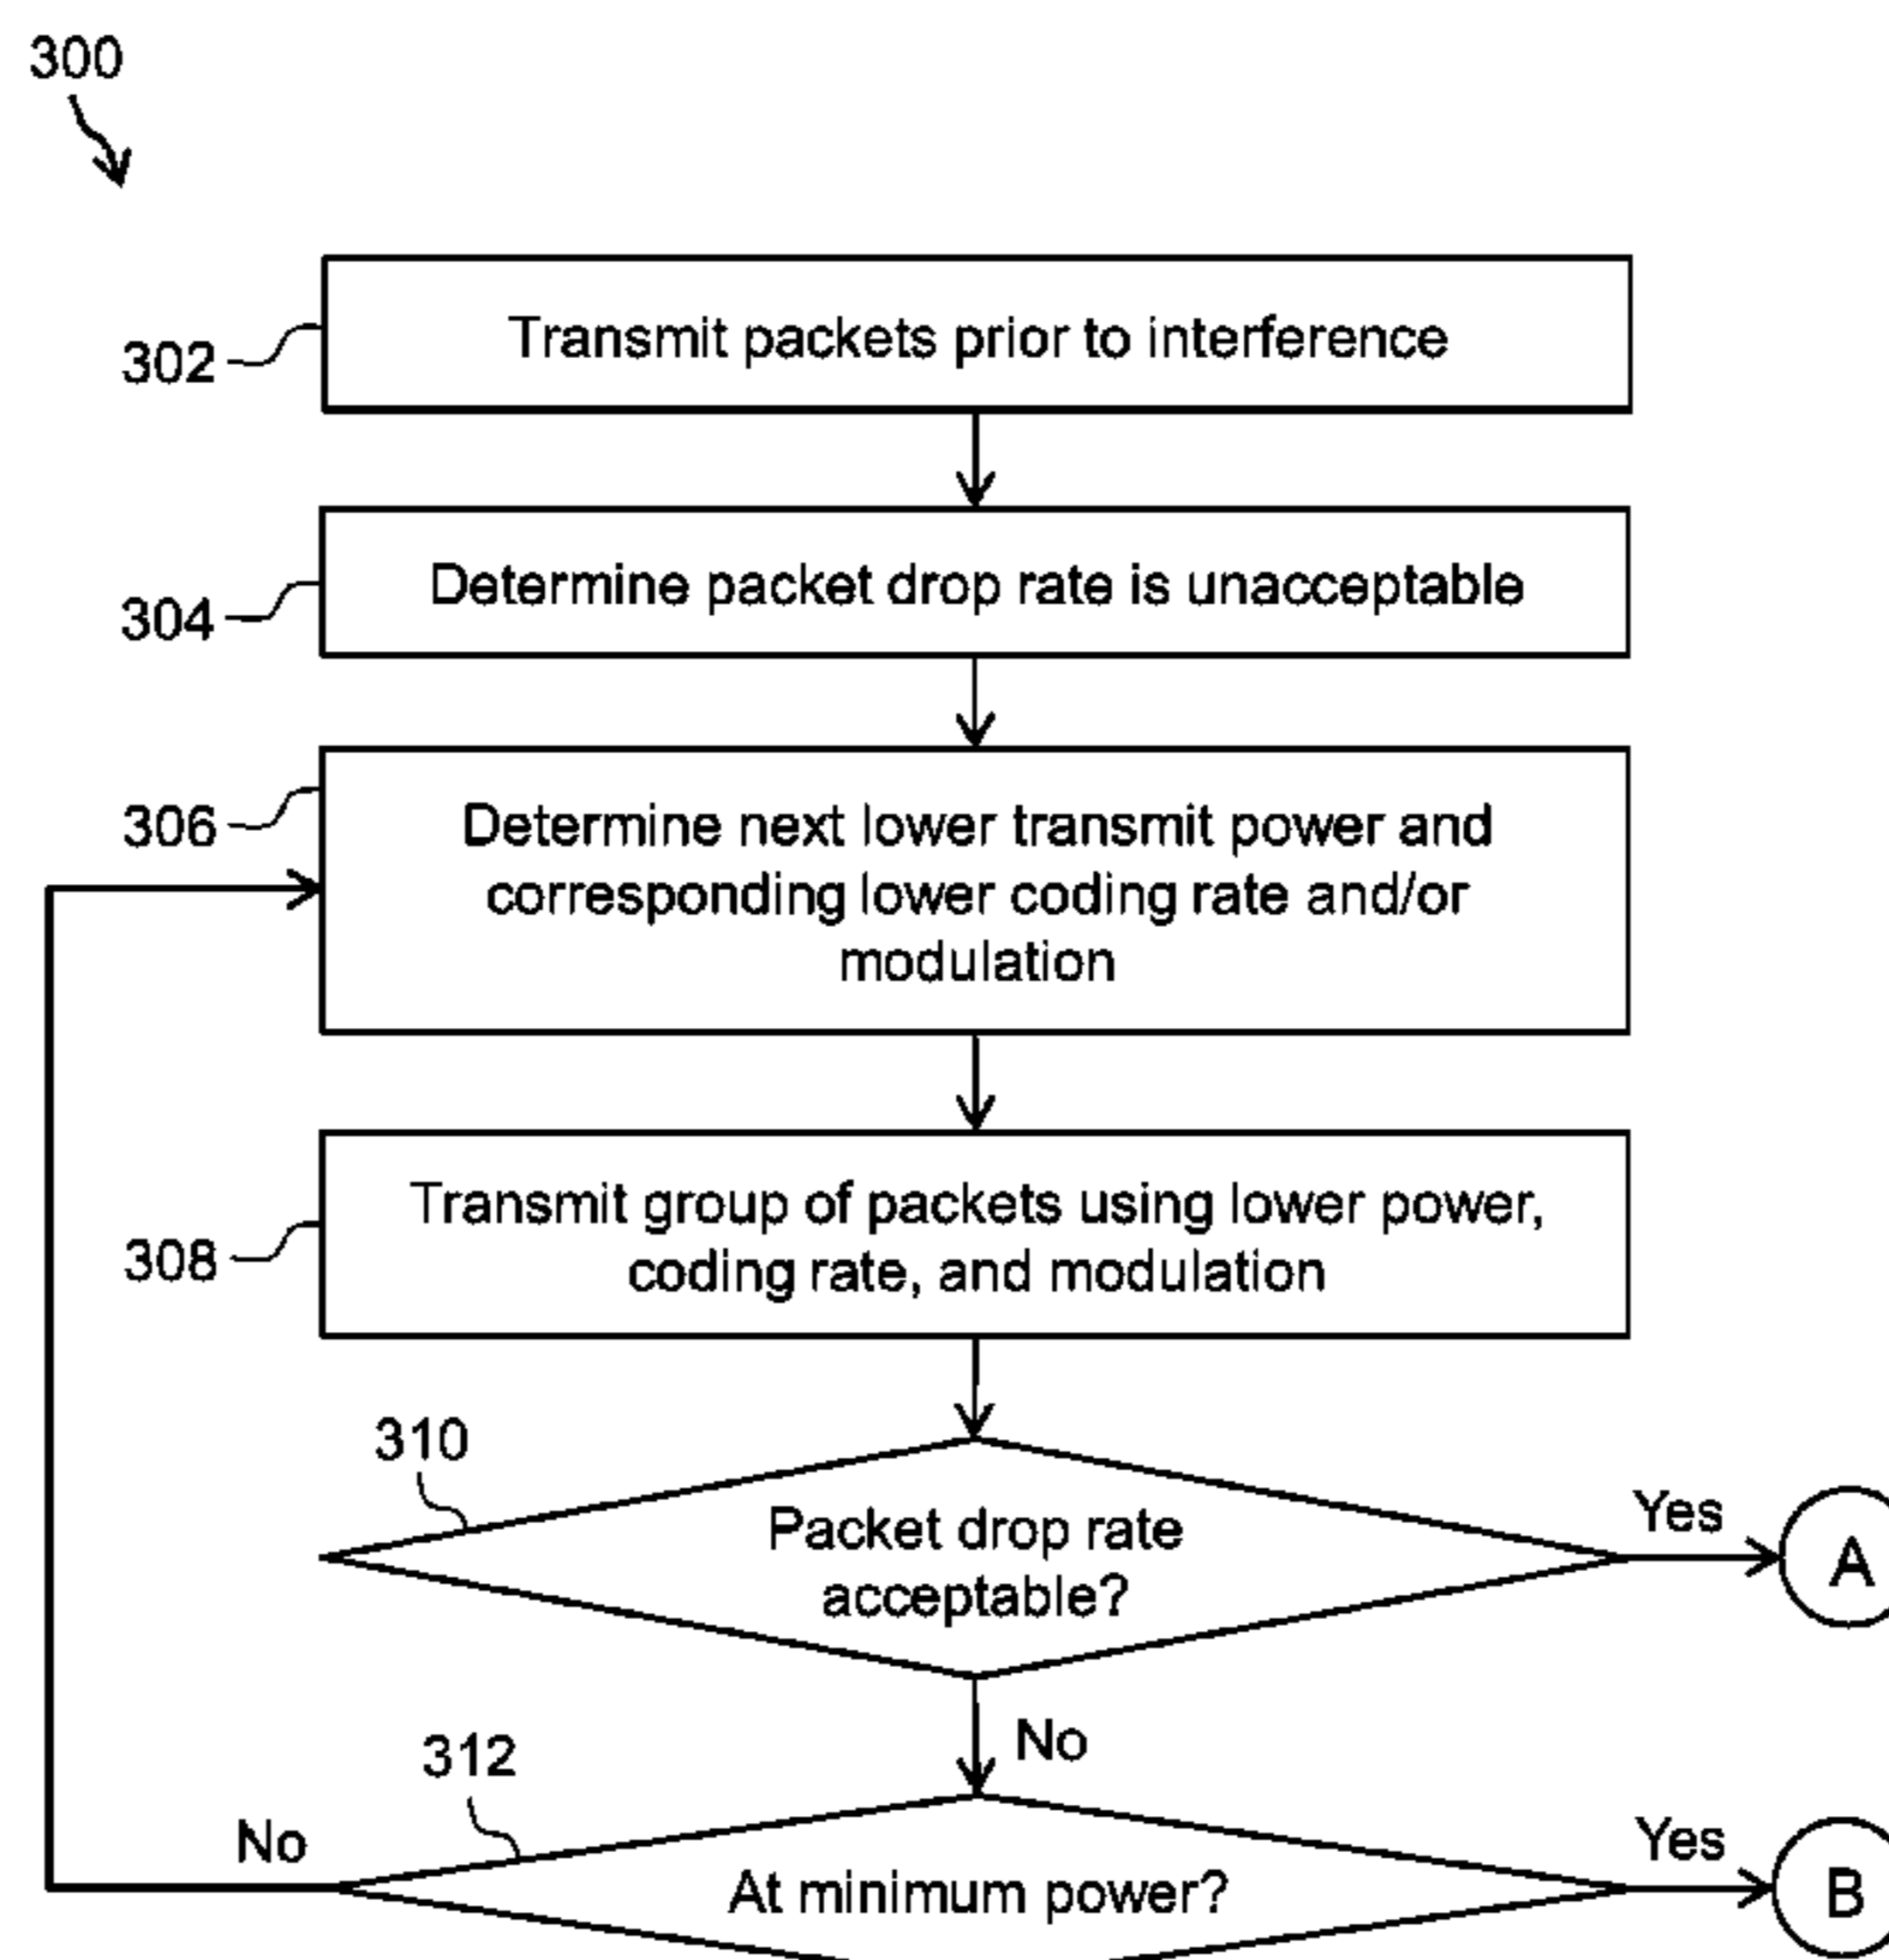 300
Transmit packets prior to interference
302
Determine packet drop rate is unacceptable
304
306
Determine next lower transmit power and
corresponding lower coding rate and/or
modulation
Transmit group of packets using lower power,
308
coding rate, and modulation
310
Packet drop rate
acceptable?
Yes
A
No
312
No
At minimum power?
Yes
B